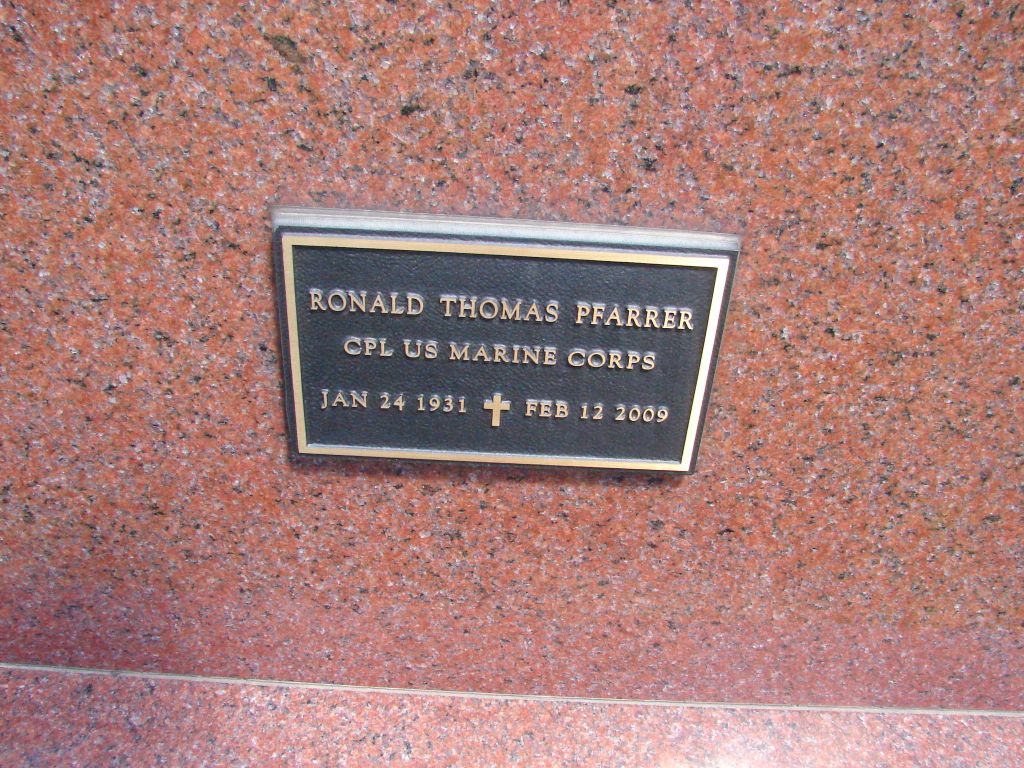 RONALD THOMAS PFARRER
CPL US MARINE CORPS
JAN 24 1931 ✝ FEB 12 2009